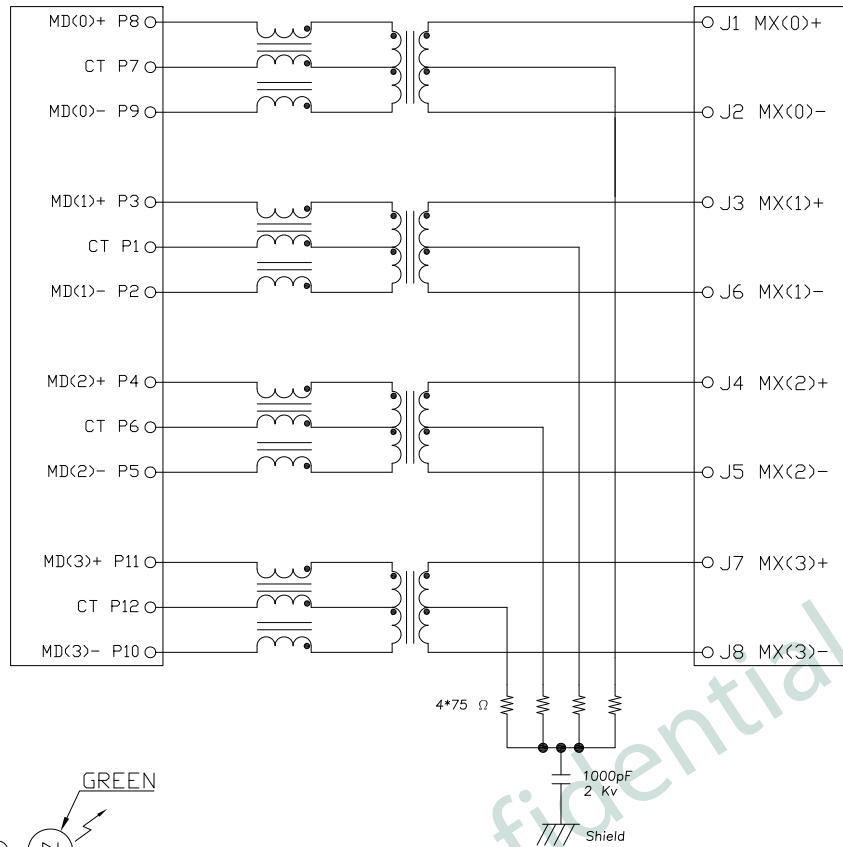 MD(0)+ P8 J1 MX(0)+
CT P7
MD(0)- P9 J2 MX(0)-
MD(1)+ P3 J3 MX(1)+
CT P1
MD(1)- P2 J6 MX(1)-
MD(2)+ P4 J4 MX(2)+
CT P6
MD(2)- P5 J5 MX(2)-
MD(3)+ P11 J7 MX(3)+
CT P12
MD(3)- P10 J8 MX(3)-
4*75 Ω
1000pF
2 Kv
Shield
GREEN
fidential